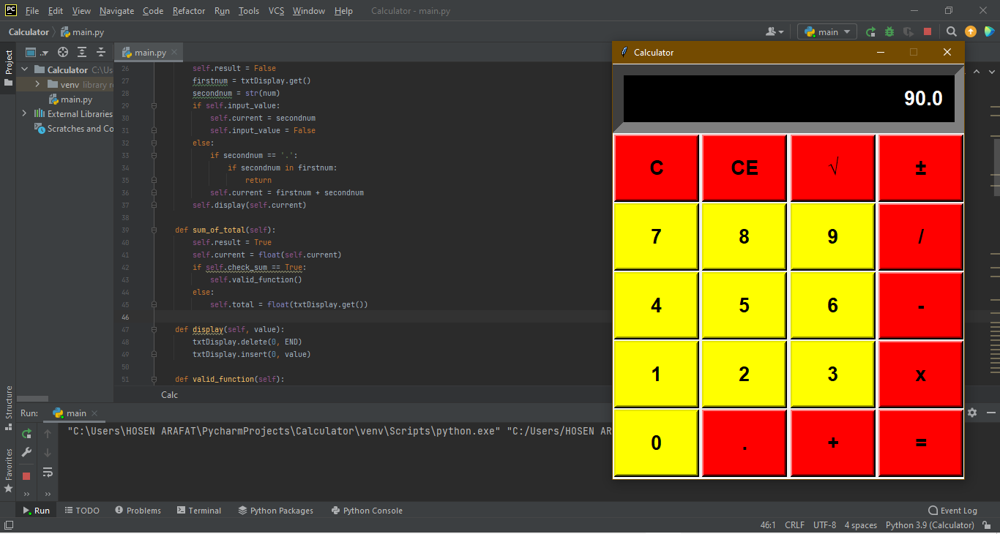 PC File Edit View Navigate Code Refactor Run Tools VCS Window Help Calculator - main.py
Calculator main.py main
Project main.py
Calculator C:\Us
venv library r
main.py
External Libraries
Scratches and Co
26 self.result = False
27 firstnum = txtDisplay.get()
28 secondnum = str(num)
29 if self.input_value:
30 self.current = secondnum
31 self.input_value = False
32 else:
33 if secondnum == '.':
34 if secondnum in firstnum:
35 return
36 self.current = firstnum + secondnum
37 self.display(self.current)
38
39 def sum_of_total(self):
40 self.result = True
41 self.current = float(self.current)
42 if self.check_sum == True:
43 self.valid_function()
44 else:
45 self.total = float(txtDisplay.get())
46
47 def display(self, value):
48 txtDisplay.delete(0, END)
49 txtDisplay.insert(0, value)
50
51 def valid_function(self):
Calc
Calculator
90.0
C CE √ ±
7 8 9 /
4 5 6 -
1 2 3 x
0 . + =
Structure
Favorites
Run: main
"C:\Users\HOSEN ARAFAT\PycharmProjects\Calculator\venv\Scripts\python.exe" "C:/Users/HOSEN AR
Run TODO Problems Terminal Python Packages Python Console Event Log
46:1 CRLF UTF-8 4 spaces Python 3.9 (Calculator)